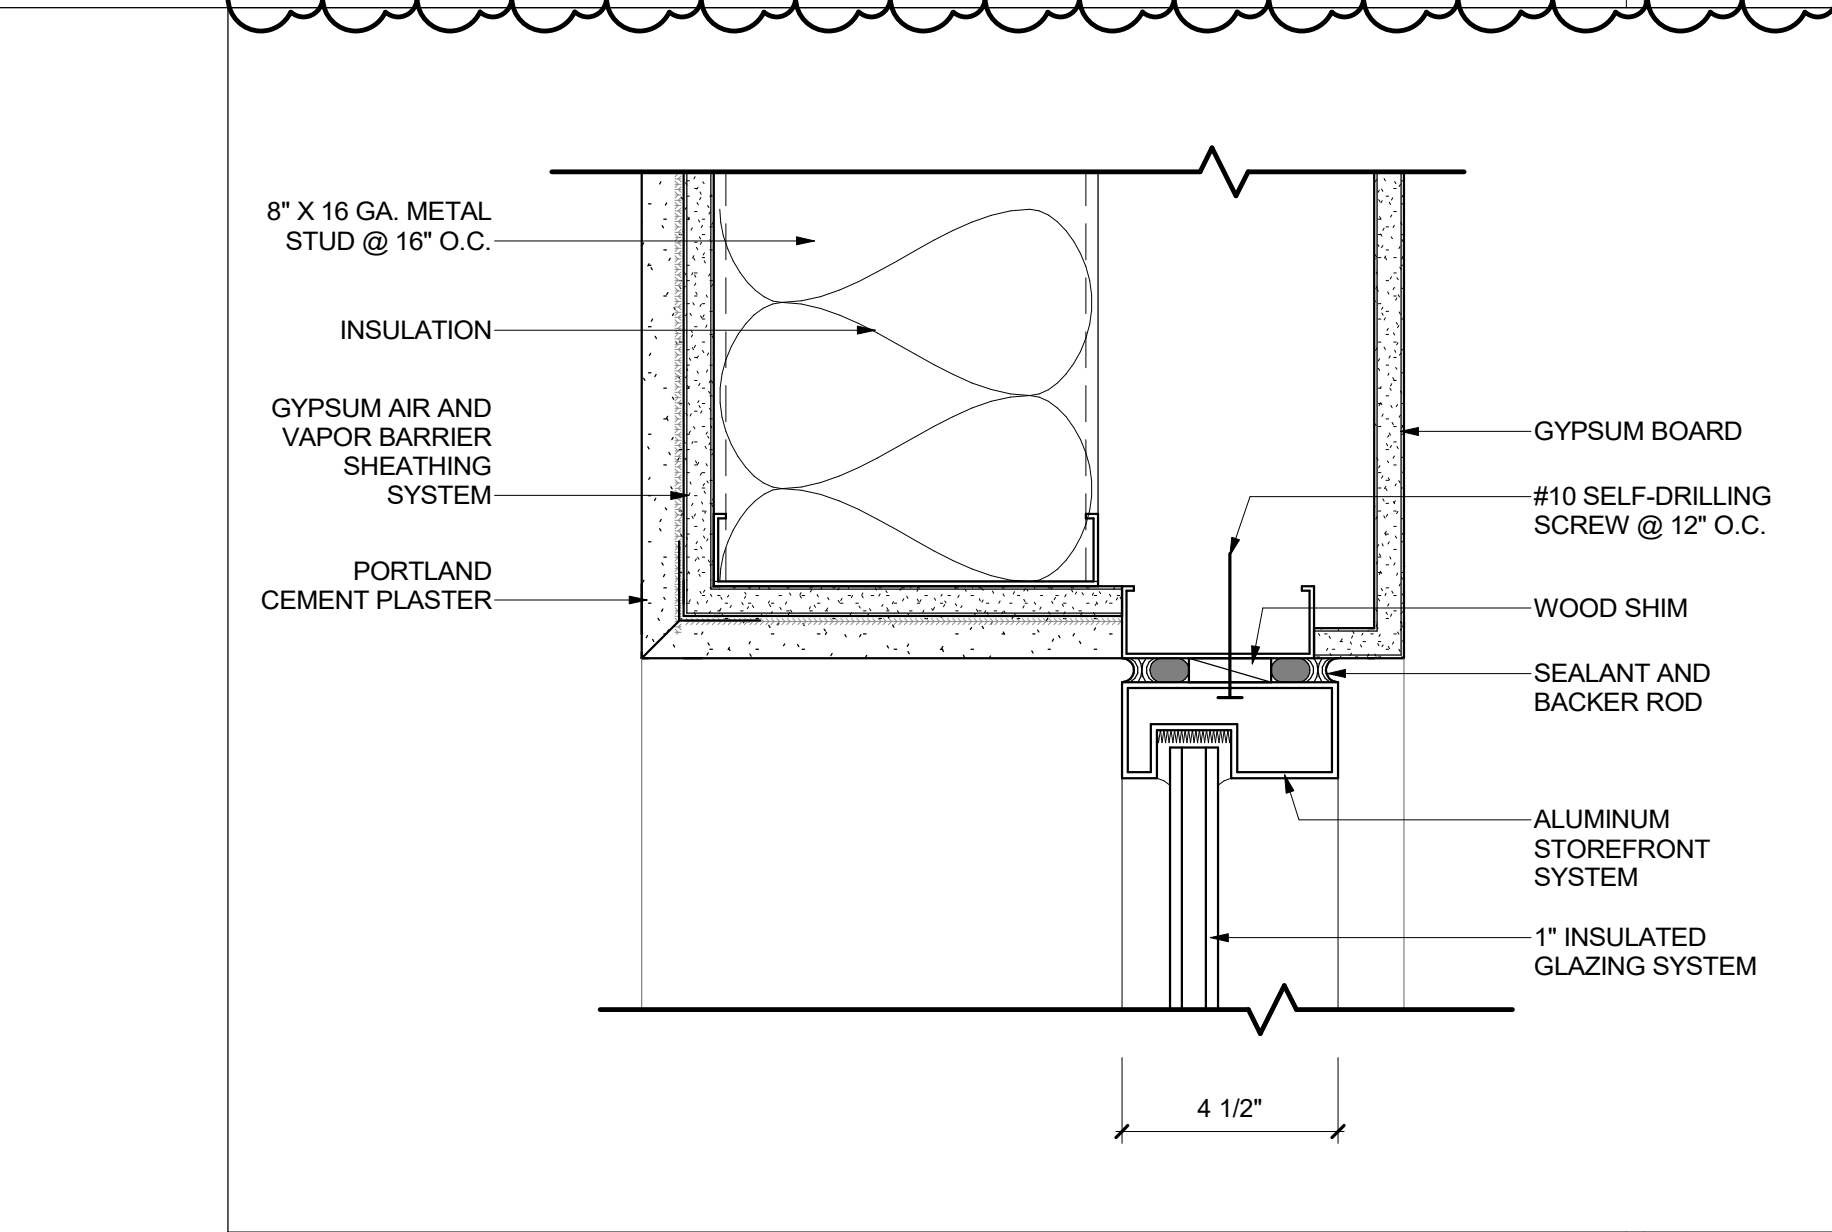 8" X 16 GA. METAL
STUD @ 16" O.C.
INSULATION
GYPSUM AIR AND
VAPOR BARRIER
SHEATHING
SYSTEM
PORTLAND
CEMENT PLASTER
GYPSUM BOARD
#10 SELF-DRILLING
SCREW @ 12" O.C.
WOOD SHIM
SEALANT AND
BACKER ROD
ALUMINUM
STOREFRONT
SYSTEM
1" INSULATED
GLAZING SYSTEM
4 1/2"